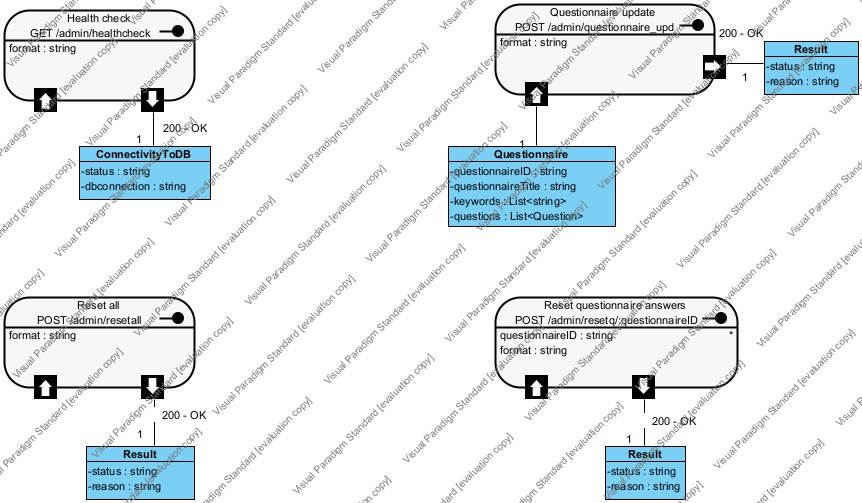 Health check
GET /admin/healthcheck
format : string
1
200 - OK
ConnectivityToDB
-status : string
-dbconnection : string
Questionnaire update
POST /admin/questionnaire_upd
format : string
200 - OK
1
Result
-status : string
-reason : string
1
Questionnaire
-questionnaireID : string
-questionnaireTitle : string
-keywords : List<string>
-questions : List<Question>
Reset all
POST /admin/resetall
format : string
200 - OK
1
Result
-status : string
-reason : string
Reset questionnaire answers
POST /admin/resetq/:questionnaireID
questionnaireID : string
*
format : string
200 - OK
1
Result
-status : string
-reason : string
Visual Paradigm Standard [evaluation copy]